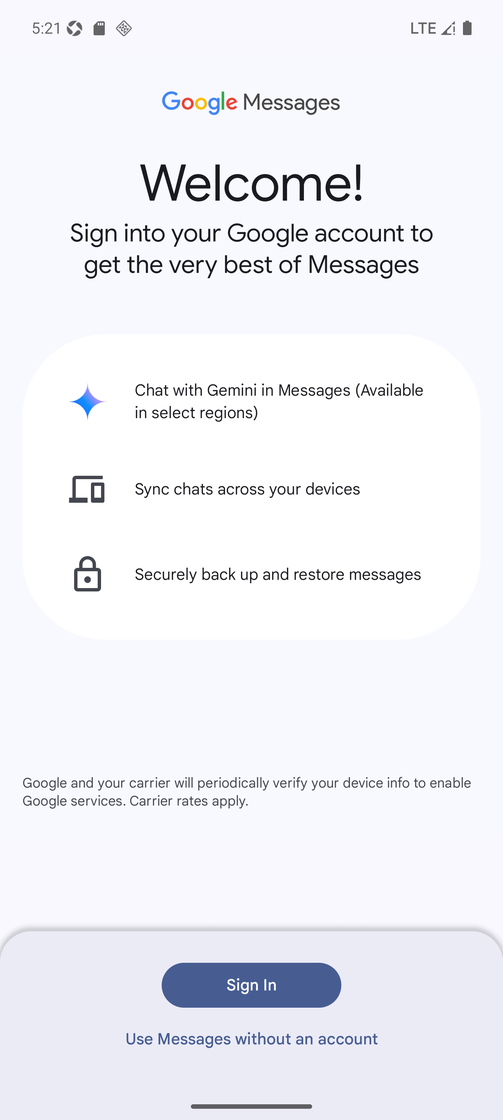 5:21
LTE
Google Messages
Welcome!
Sign into your Google account to
get the very best of Messages
Chat with Gemini in Messages (Available
in select regions)
Sync chats across your devices
Securely back up and restore messages
Google and your carrier will periodically verify your device info to enable
Google services. Carrier rates apply.
Sign In
Use Messages without an account